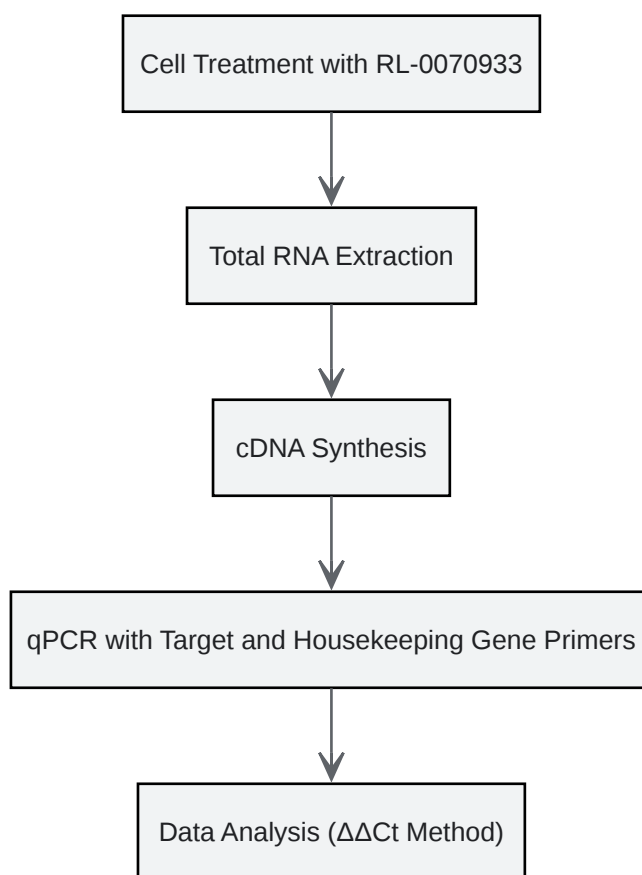 Cell Treatment with RL-0070933
Total RNA Extraction
cDNA Synthesis
qPCR with Target and Housekeeping Gene Primers
Data Analysis (ΔΔCt Method)